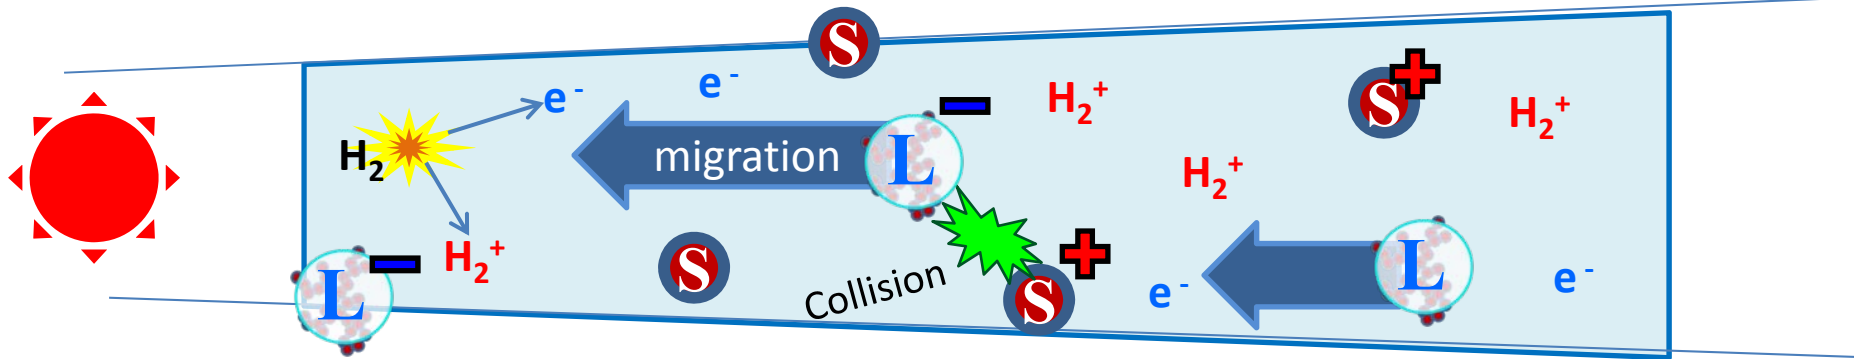 S
e⁻
e⁻
H₂⁺
S
H₂⁺
H₂
migration
L
H₂⁺
H₂⁺
S
L
e⁻
L
Collision
S
e⁻